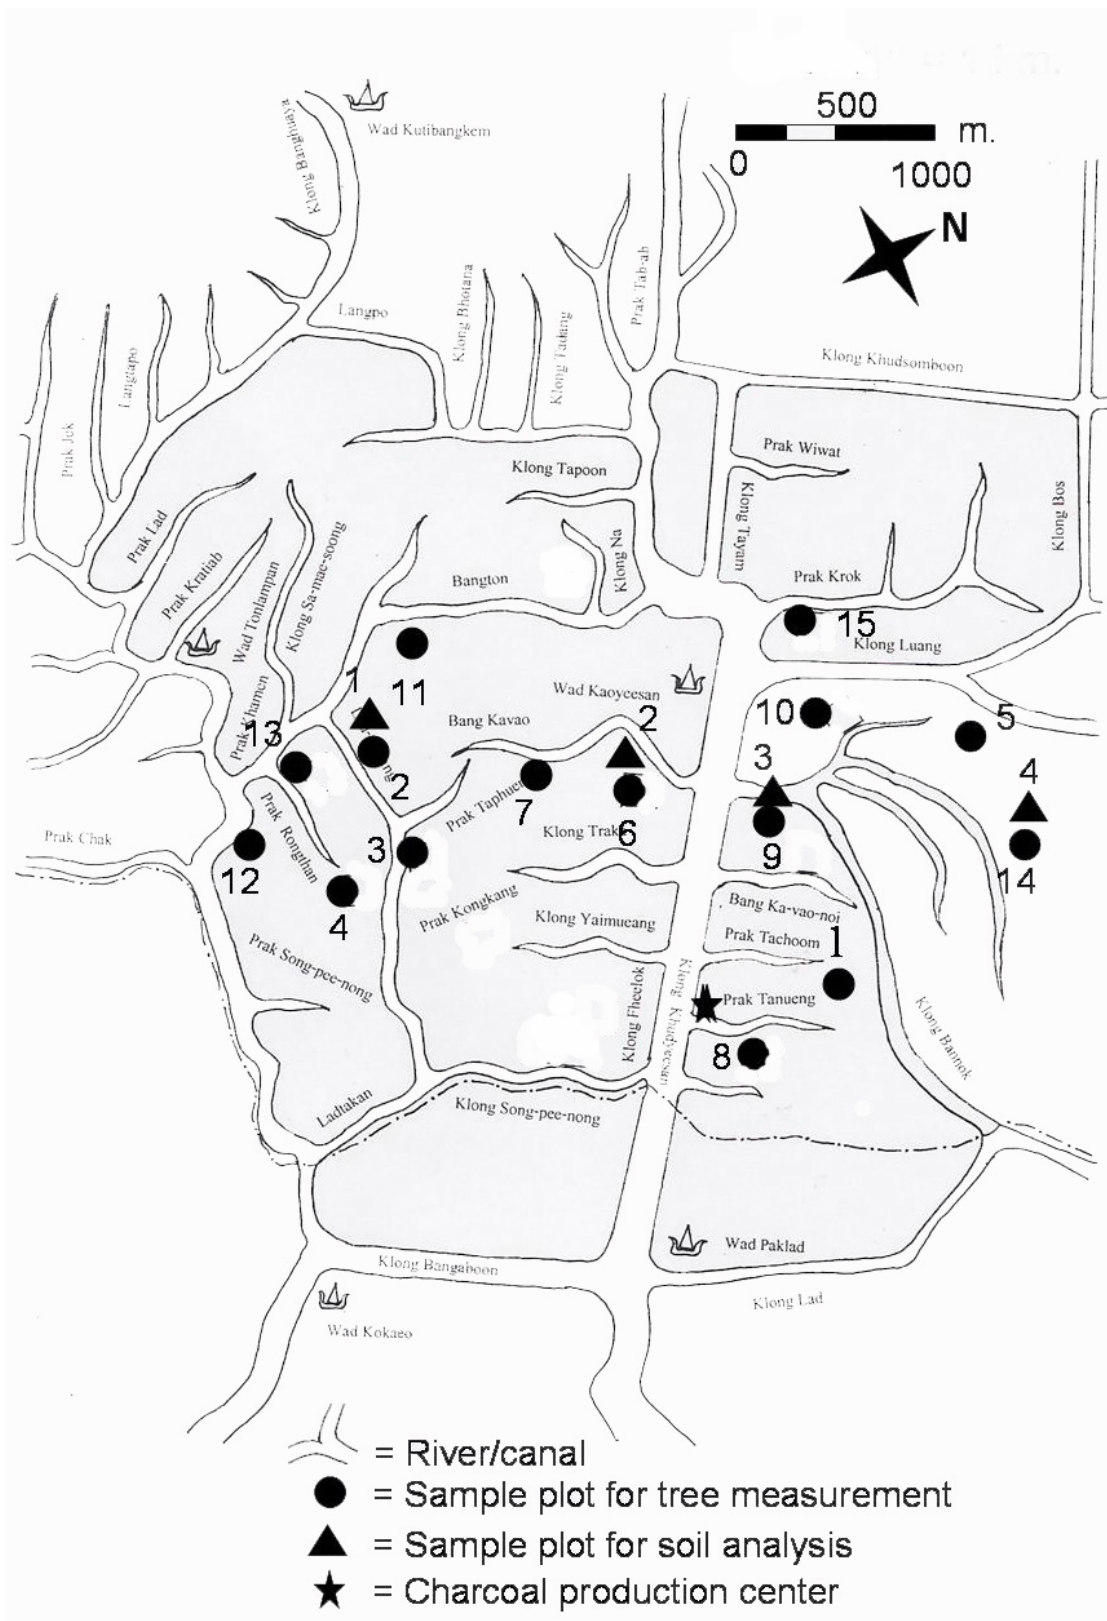 500
m.
0
1000
N
Wad Kutibangkem
Klong Banghuaya
Langpo
Klong Bhotana
Klong Tadang
Prak Tab-ab
Klong Khudsomboon
Langtapo
Prak Jek
Prak Wiwat
Klong Tapoon
Klong Tayam
Klong Bos
Prak Lad
Prak Kratiab
Wad Tonlampan
Klong Sa-mae-soong
Bangton
Klong Na
Prak Krok
15
Klong Luang
11
1
Wad Kaoyeesan
2
Bang Kavao
Prak Khamen
13
10
5
3
4
2
7
Prak Taphuen
Klong Trak
6
9
14
Prak Chak
Prak Rongthan
3
12
4
Prak Kongkang
Klong Yaimueang
Bang Ka-vao-noi
Prak Tachoom
1
Prak Song-pee-nong
Klong Fheelok
Klong Khudyeesan
Prak Tanueng
8
Klong Bannok
Ladtakan
Klong Song-pee-nong
Wad Paklad
Klong Bangaboon
Klong Lad
Wad Kokaeo
= River/canal
= Sample plot for tree measurement
= Sample plot for soil analysis
= Charcoal production center